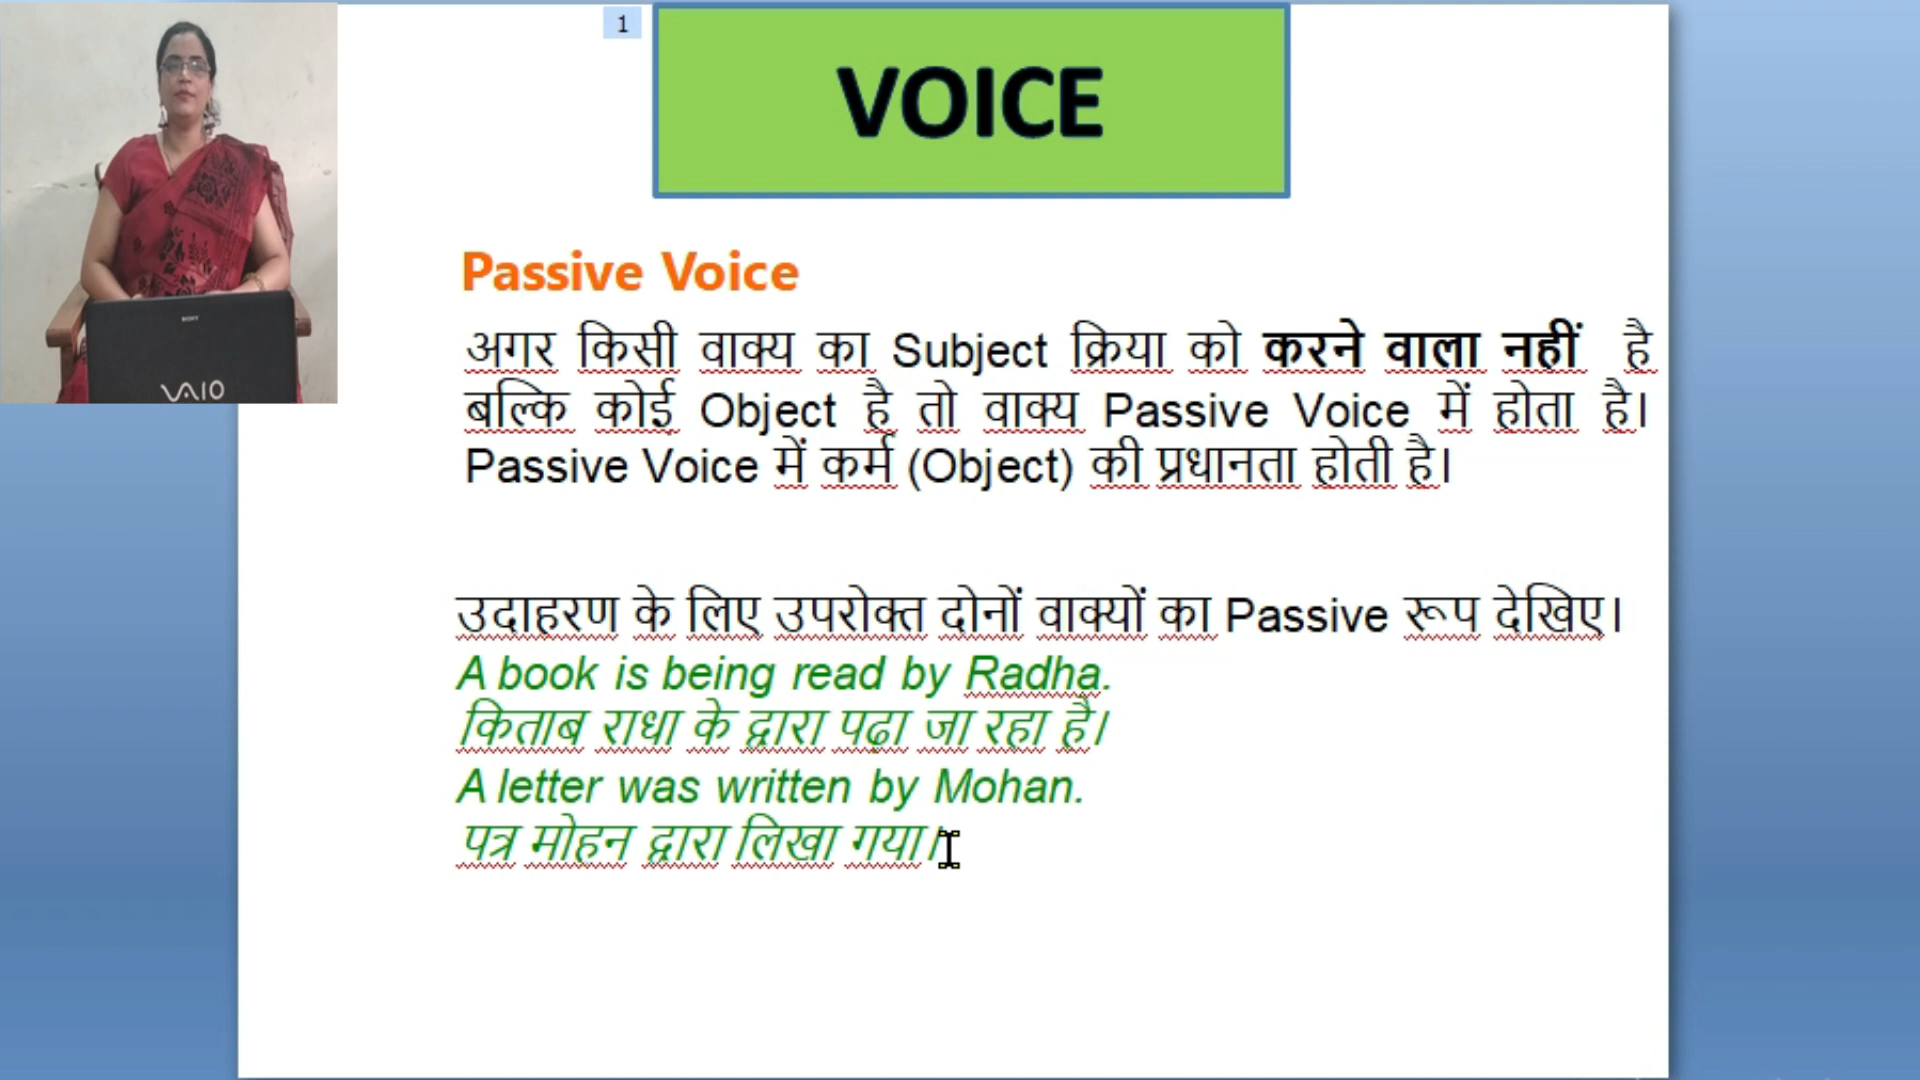 1
VOICE
Passive Voice
अगर किसी वाक्य का Subject क्रिया को करने वाला नहीं है
बल्कि कोई Object है तो वाक्य Passive Voice में होता है।
Passive Voice में कर्म (Object) की प्रधानता होती है।
उदाहरण के लिए उपरोक्त दोनों वाक्यों का Passive रूप देखिए।
A book is being read by Radha.
किताब राधा के द्वारा पढ़ा जा रहा है।
A letter was written by Mohan.
पत्र मोहन द्वारा लिखा गया।
SONY
VAIO